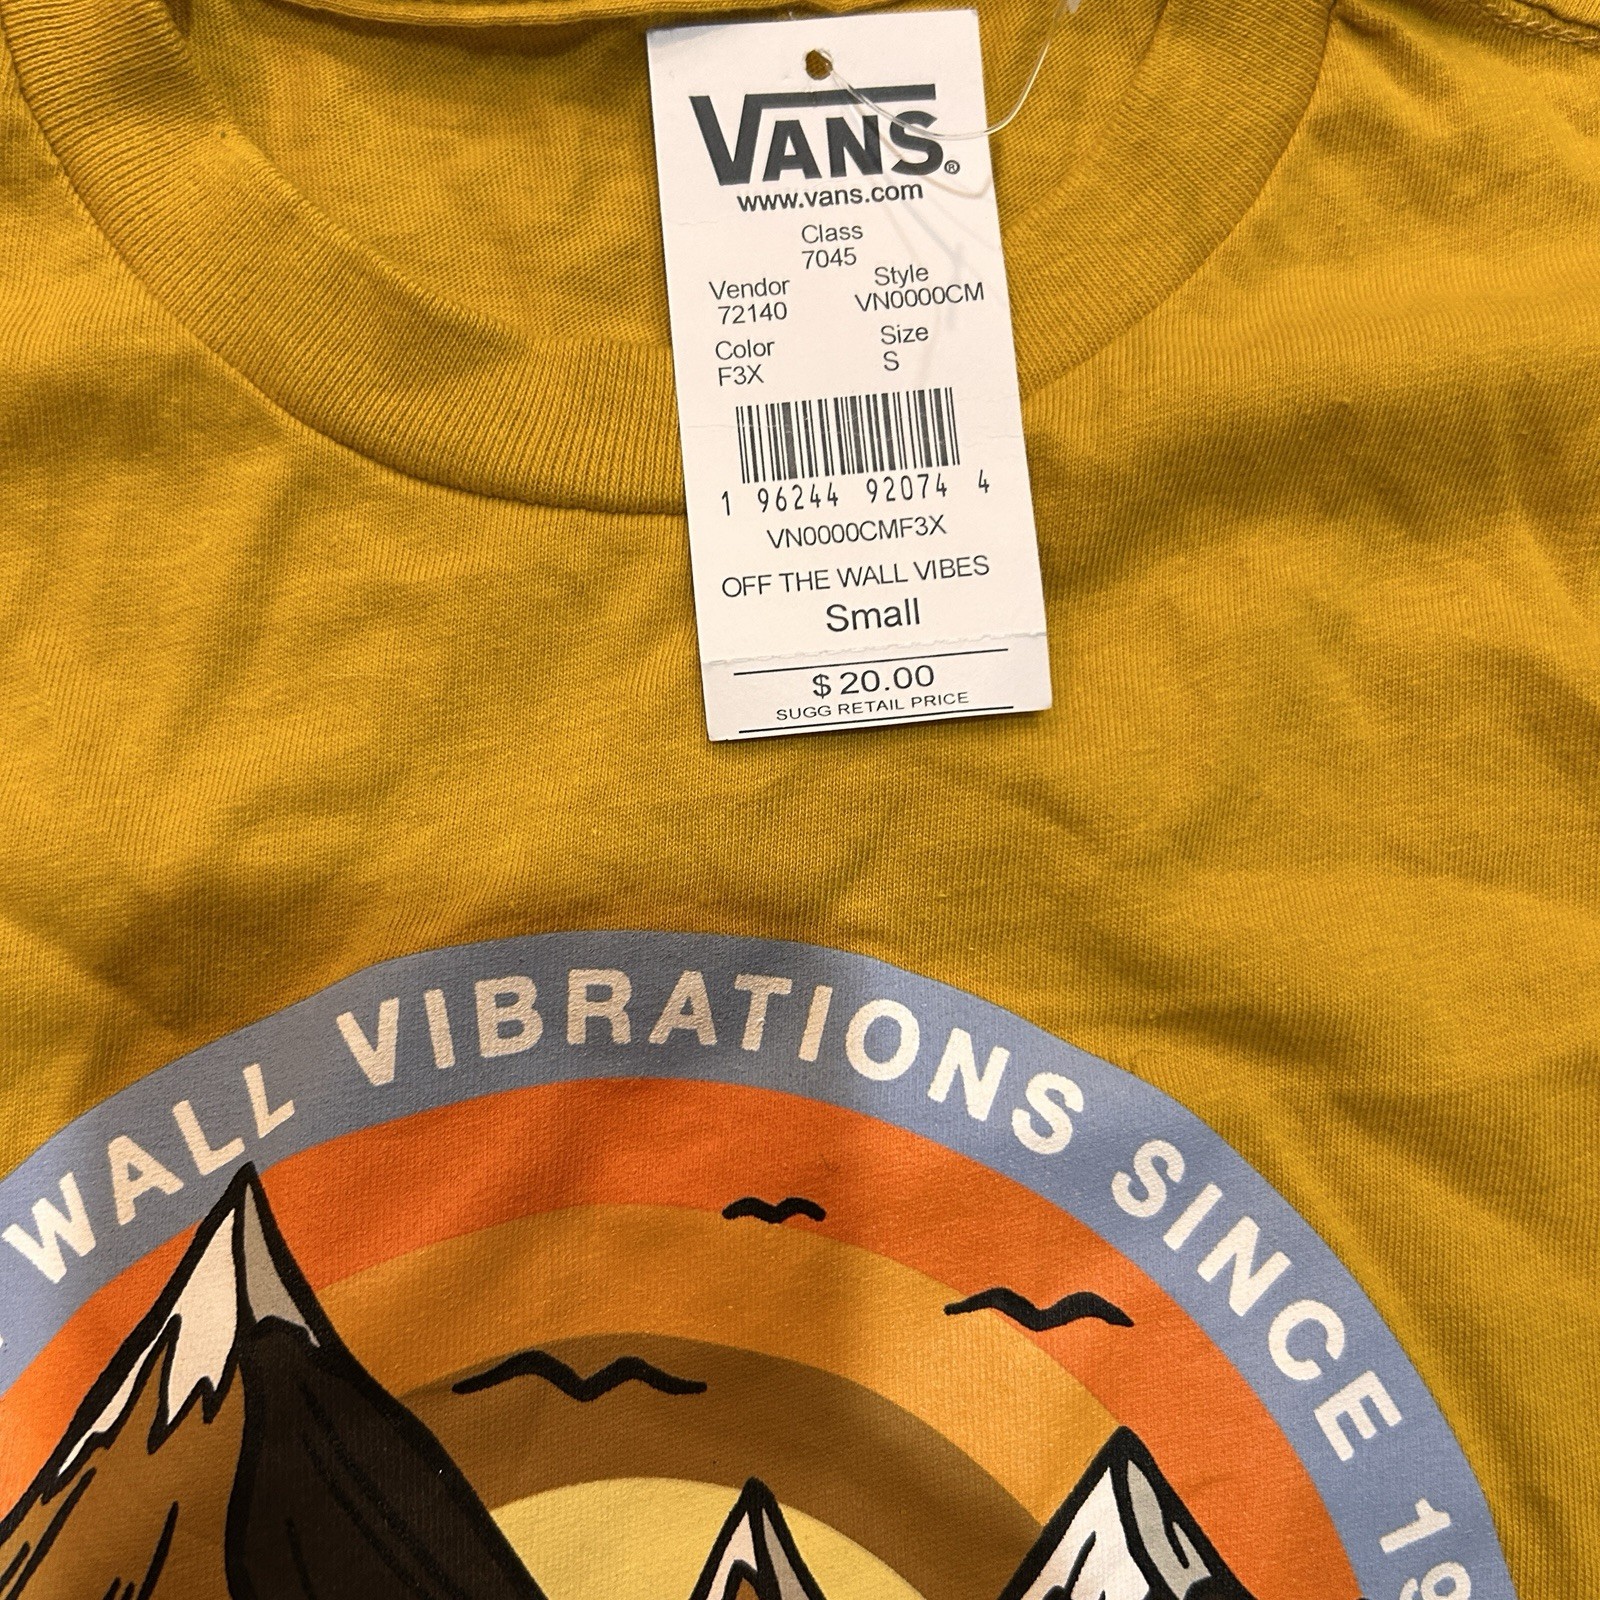 VANS®
www.vans.com
Class
7045
Vendor
72140
Style
VN0000CM
Color
F3X
Size
S
1 96244 92074 4
VN0000CMF3X
OFF THE WALL VIBES
Small
$20.00
SUGG RETAIL PRICE
WALL VIBRATIONS SINCE 19